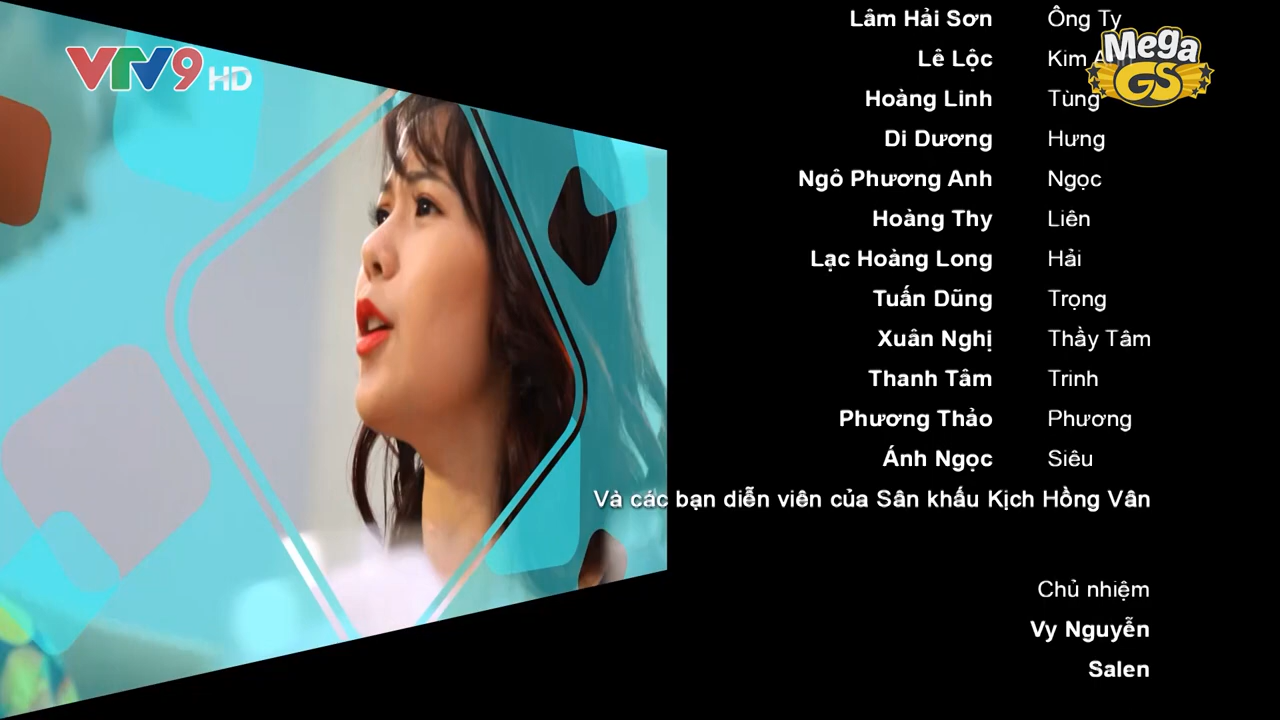 VTV9 HD
Mega
GS
Lâm Hải Sơn Ông Ty
Lê Lộc Kim Anh
Hoàng Linh Tùng
Di Dương Hưng
Ngô Phương Anh Ngọc
Hoàng Thy Liên
Lạc Hoàng Long Hải
Tuấn Dũng Trọng
Xuân Nghị Thầy Tâm
Thanh Tâm Trinh
Phương Thảo Phương
Ánh Ngọc Siêu
Và các bạn diễn viên của Sân khấu Kịch Hồng Vân
Chủ nhiệm
Vy Nguyễn
Salen